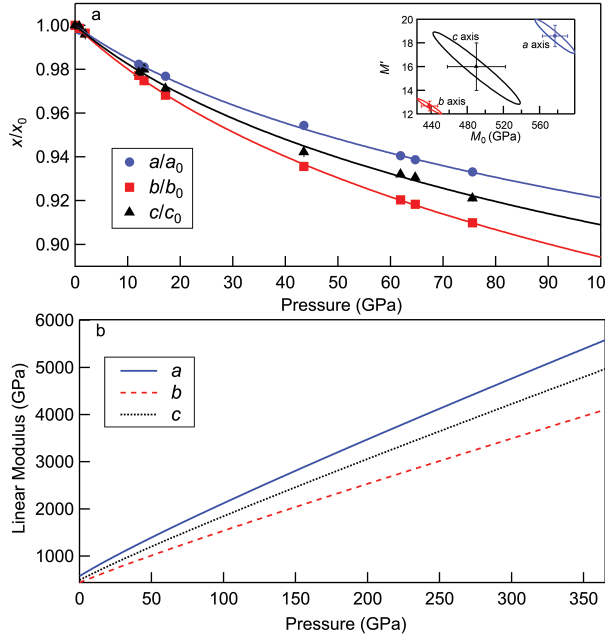 a
1.00
0.98
0.96
0.94
0.92
0.90
x/x0
a/a0
b/b0
c/c0
0 10 20 30 40 50 60 70 80 90 100
Pressure (GPa)
20
18
16
14
12
M'
c axis
a axis
b axis
440 480 520 560
M0 (GPa)
b
6000
5000
4000
3000
2000
1000
Linear Modulus (GPa)
a
b
c
0 50 100 150 200 250 300 350
Pressure (GPa)